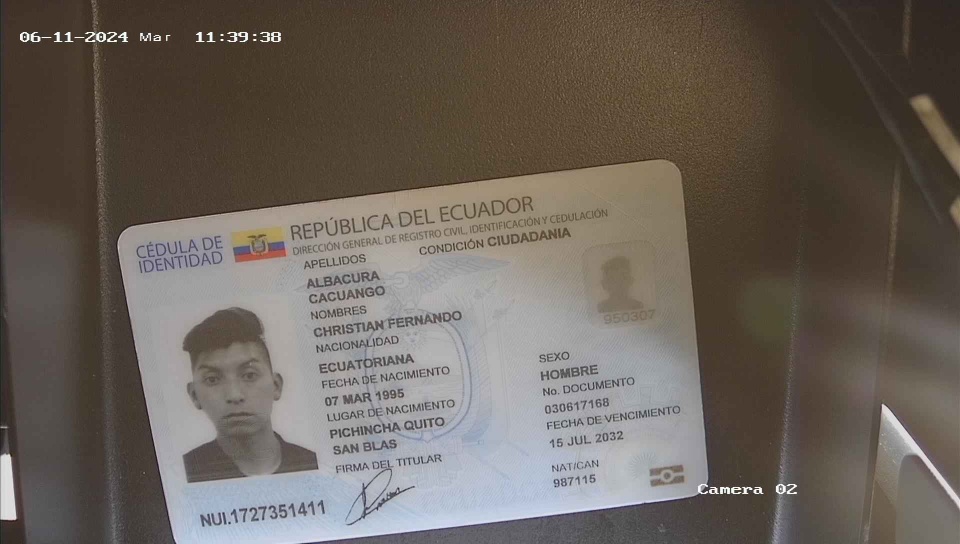 06-11-2024 Mar 11:39:38
CÉDULA DE
IDENTIDAD
REPÚBLICA DEL ECUADOR
DIRECCIÓN GENERAL DE REGISTRO CIVIL, IDENTIFICACIÓN Y CEDULACIÓN
APELLIDOS
CONDICIÓN CIUDADANIA
ALBACURA
CACUANGO
NOMBRES
CHRISTIAN FERNANDO
NACIONALIDAD
ECUATORIANA
FECHA DE NACIMIENTO
07 MAR 1995
LUGAR DE NACIMIENTO
PICHINCHA QUITO
SAN BLAS
FIRMA DEL TITULAR
950307
SEXO
HOMBRE
No. DOCUMENTO
030617168
FECHA DE VENCIMIENTO
15 JUL 2032
NAT/CAN
987115
NUI.1727351411
Camera 02